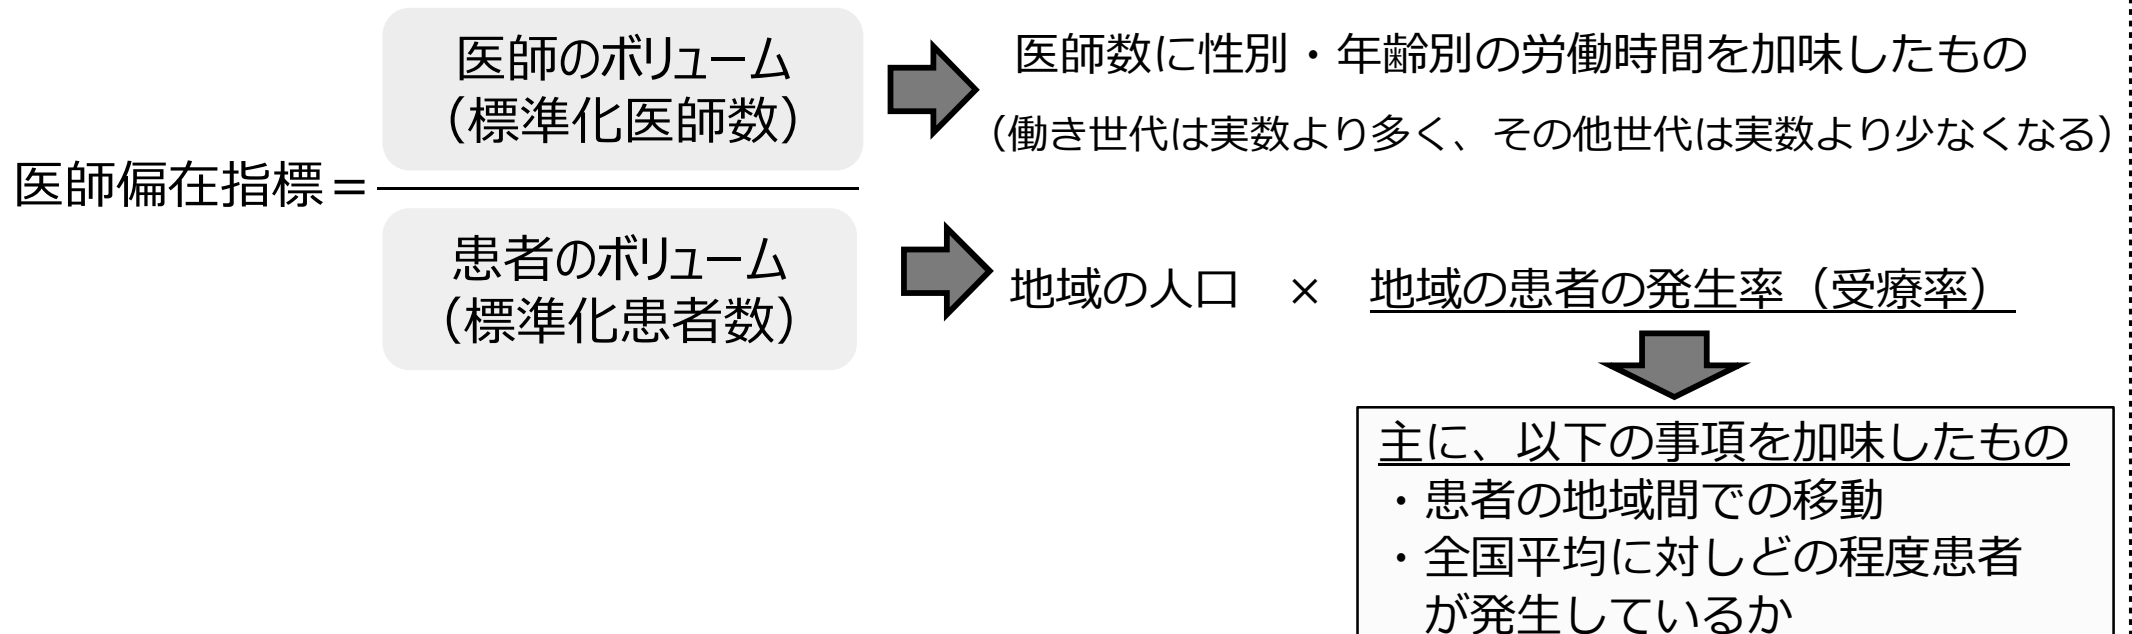 医師のボリューム
（標準化医師数）
医師数に性別・年齢別の労働時間を加味したもの
（働き世代は実数より多く、その他世代は実数より少なくなる）
医師偏在指標＝
患者のボリューム
（標準化患者数）
地域の人口　×　地域の患者の発生率（受療率）
主に、以下の事項を加味したもの
・患者の地域間での移動
・全国平均に対しどの程度患者
が発生しているか